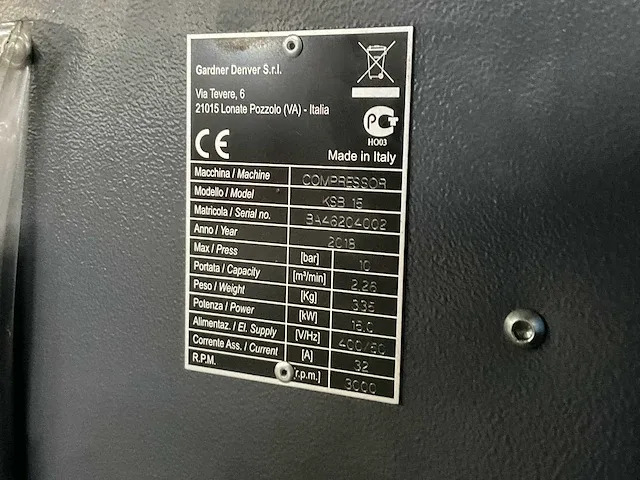 Gardner Denver S.r.l.
Via Tevere, 6
21015 Lonate Pozzolo (VA) - Italia
HO03
CE
Made in Italy
Macchina / Machine COMPRESSOR
Modello / Model KSB 15
Matricola / Serial no. BA46204002
Anno / Year 2018
Max / Press [bar] 10
Portata / Capacity [m³/min] 2,26
Peso / Weight [Kg] 335
Potenza / Power [kW] 15.0
Alimentaz. / El. Supply [V/Hz] 400/50
Corrente Ass. / Current [A] 32
R.P.M. [r.p.m.] 3000